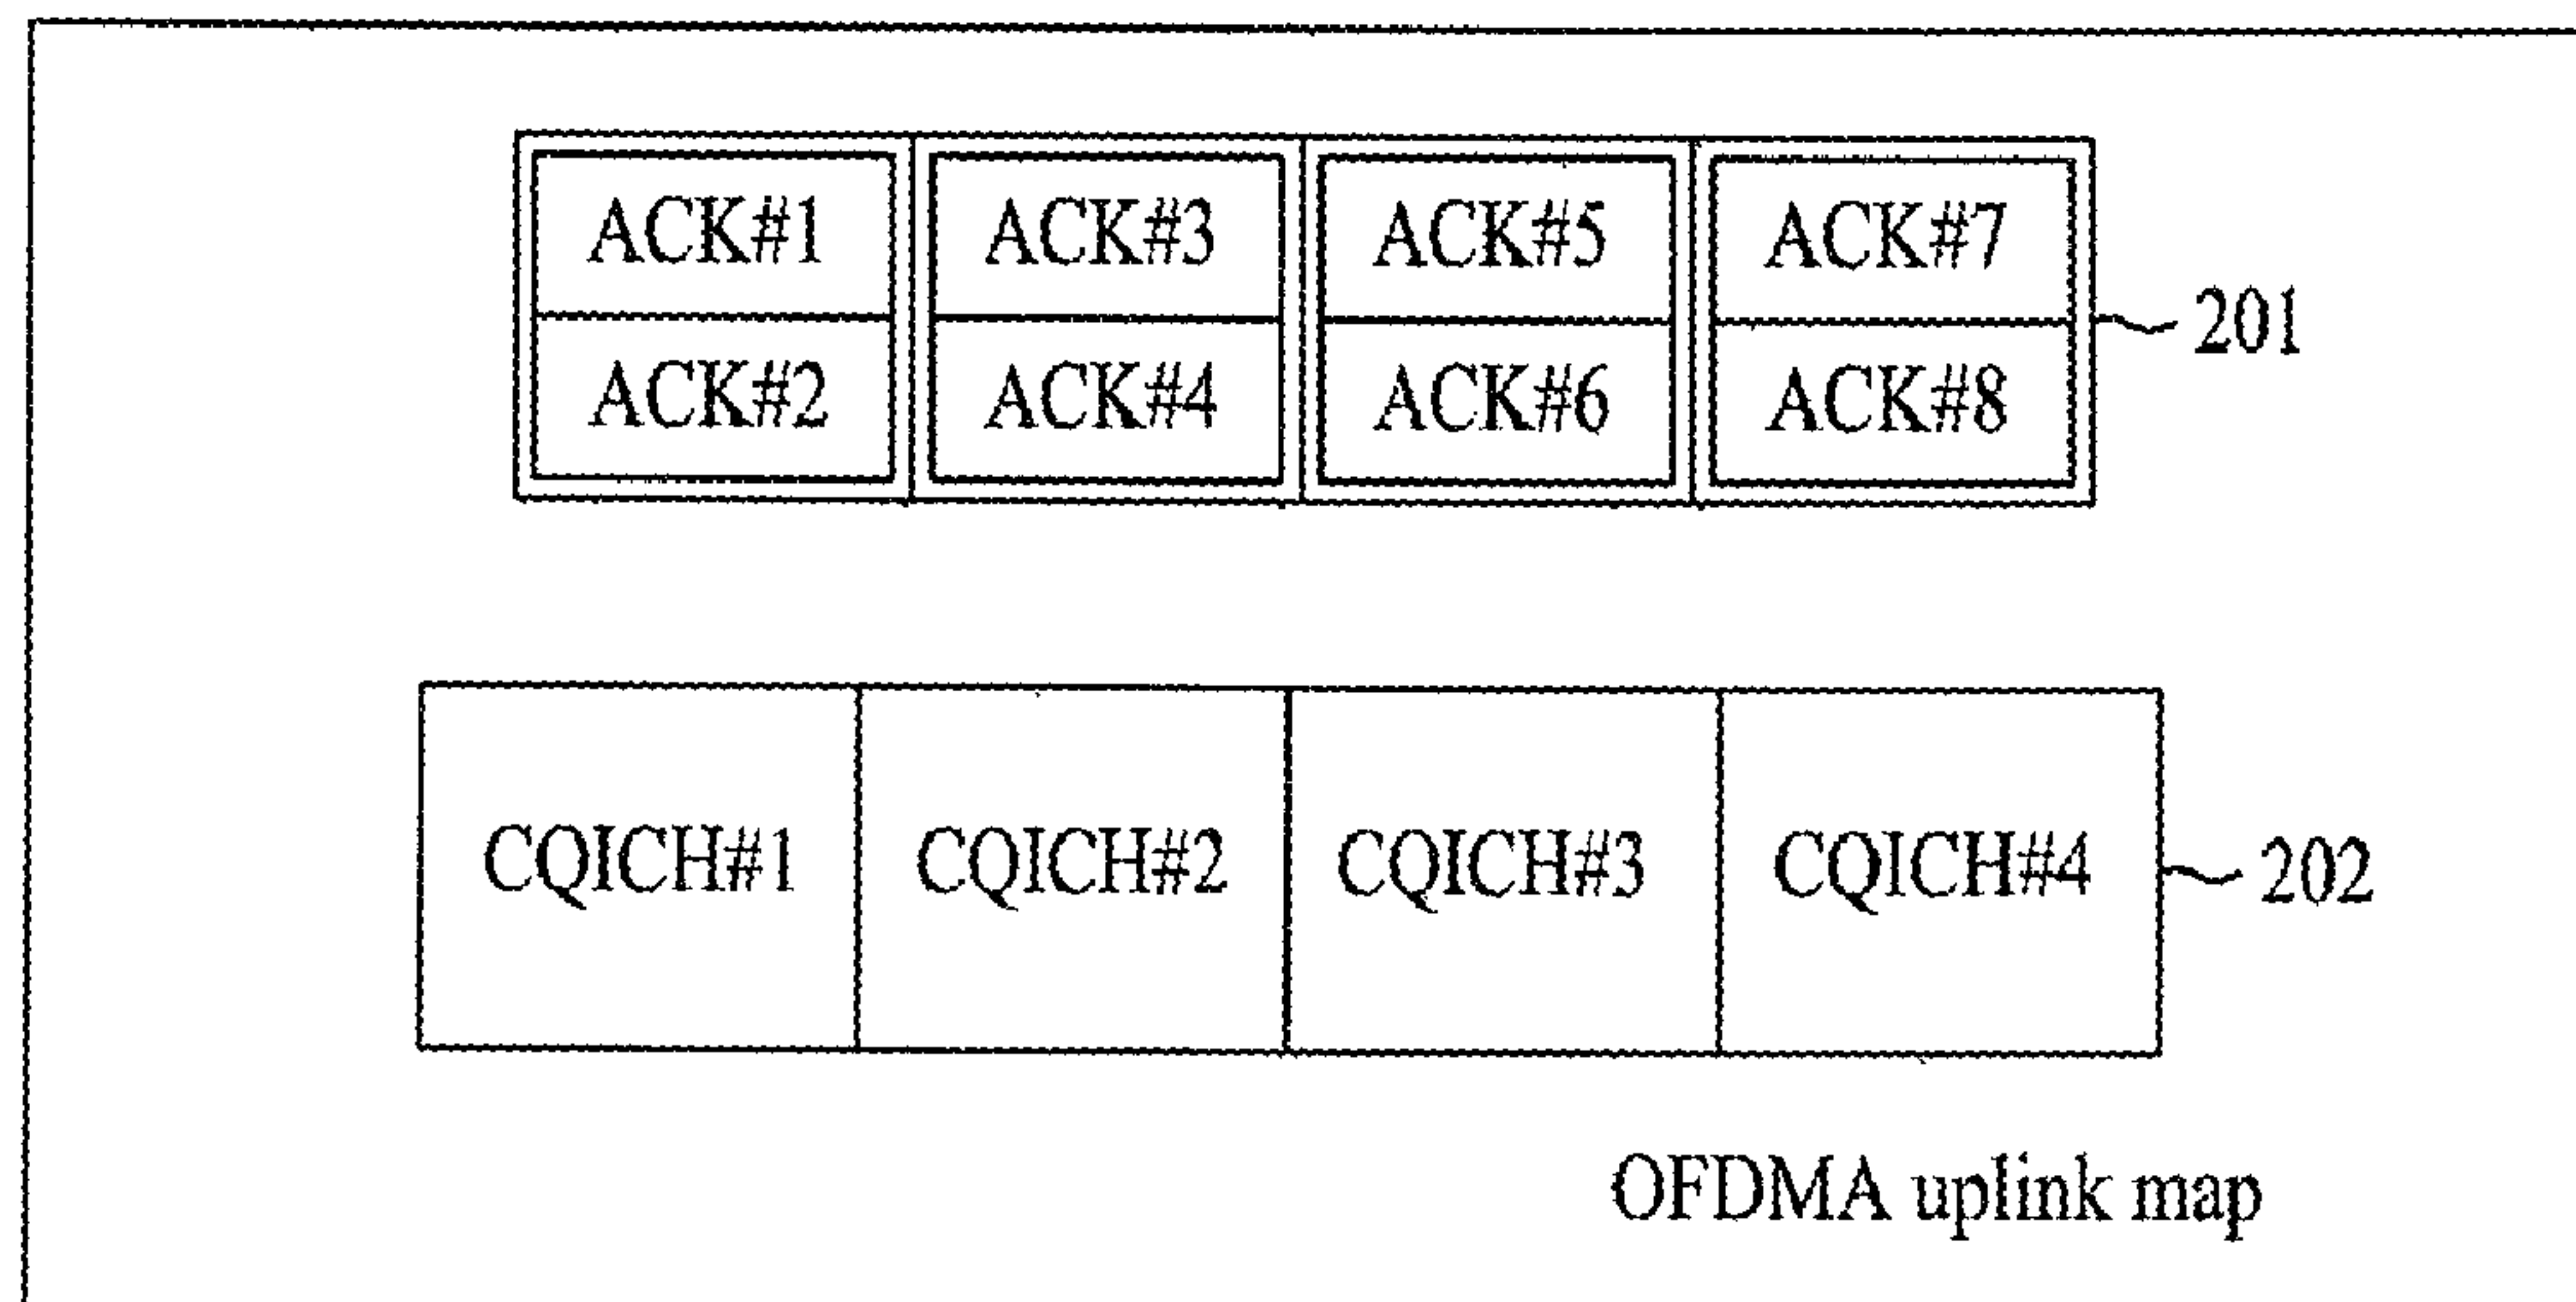 ACK#1 ACK#3 ACK#5 ACK#7
201
ACK#2 ACK#4 ACK#6 ACK#8
CQICH#1 CQICH#2 CQICH#3 CQICH#4 202
OFDMA uplink map